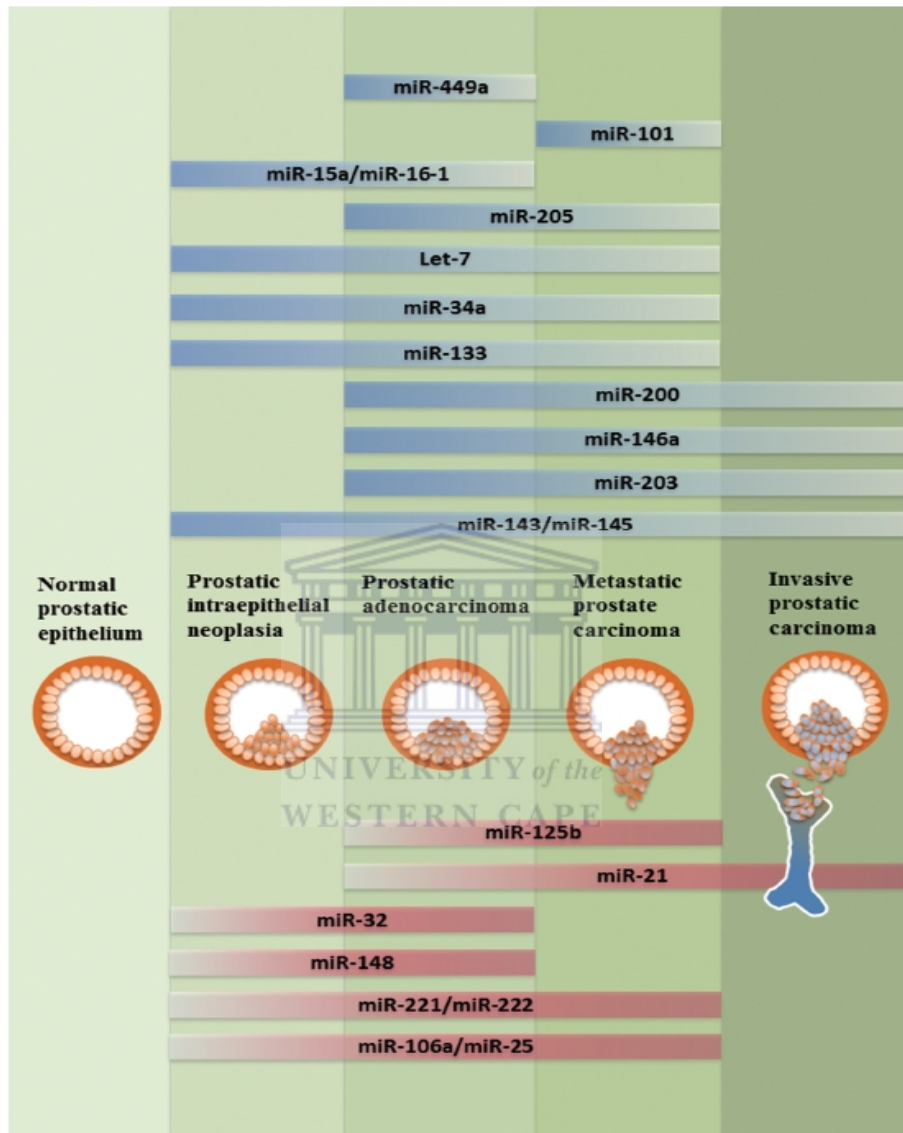 miR-449a
miR-101
miR-15a/miR-16-1
miR-205
Let-7
miR-34a
miR-133
miR-200
miR-146a
miR-203
miR-143/miR-145
Normal
prostatic
epithelium
Prostatic
intraepithelial
neoplasia
Prostatic
adenocarcinoma
Metastatic
prostate
carcinoma
Invasive
prostatic
carcinoma
UNIVERSITY of the
WESTERN CAPE
miR-125b
miR-21
miR-32
miR-148
miR-221/miR-222
miR-106a/miR-25